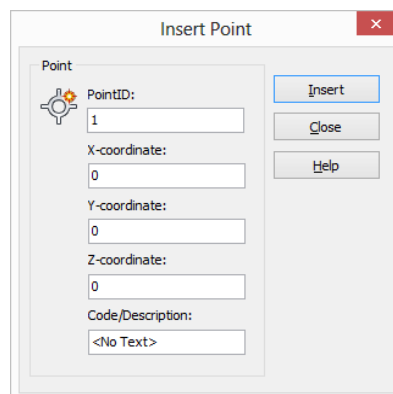 Insert Point
Point
PointID:
1
X-coordinate:
0
Y-coordinate:
0
Z-coordinate:
0
Code/Description:
<No Text>
Insert
Close
Help